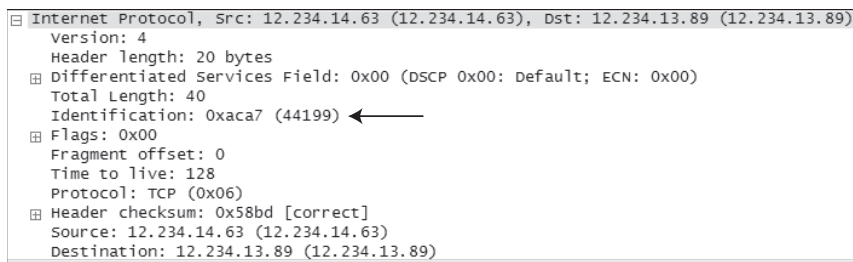 Internet Protocol, Src: 12.234.14.63 (12.234.14.63), Dst: 12.234.13.89 (12.234.13.89)
Version: 4
Header length: 20 bytes
Differentiated Services Field: 0x00 (DSCP 0x00: Default; ECN: 0x00)
Total Length: 40
Identification: 0xaca7 (44199)
Flags: 0x00
Fragment offset: 0
Time to live: 128
Protocol: TCP (0x06)
Header checksum: 0x58bd [correct]
Source: 12.234.14.63 (12.234.14.63)
Destination: 12.234.13.89 (12.234.13.89)